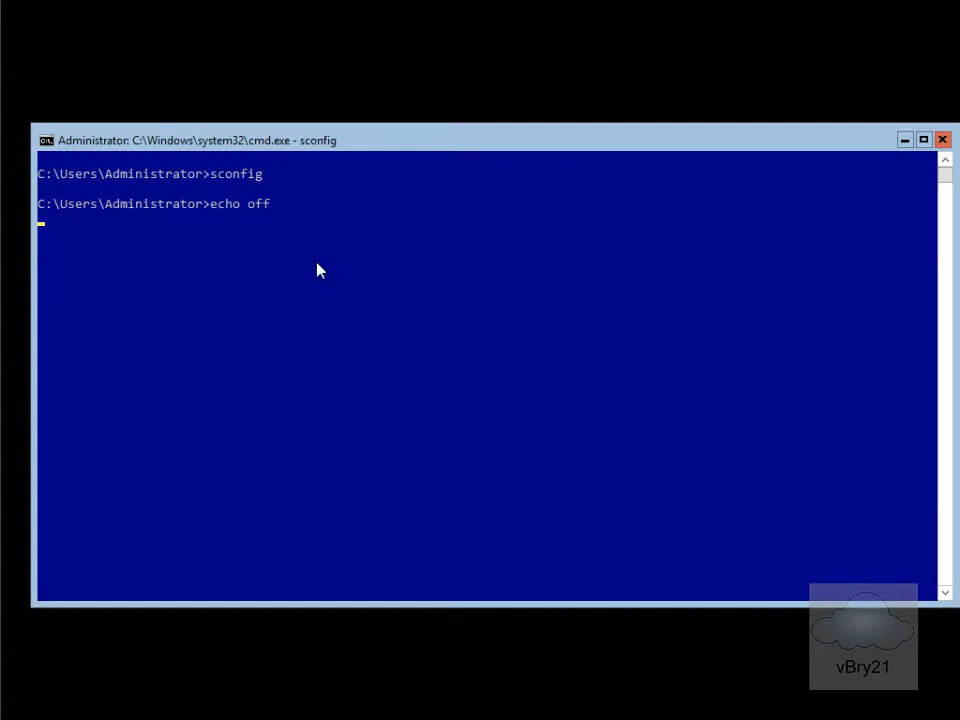 Administrator: C:\Windows\system32\cmd.exe - sconfig
C:\Users\Administrator>sconfig
C:\Users\Administrator>echo off
vBry21